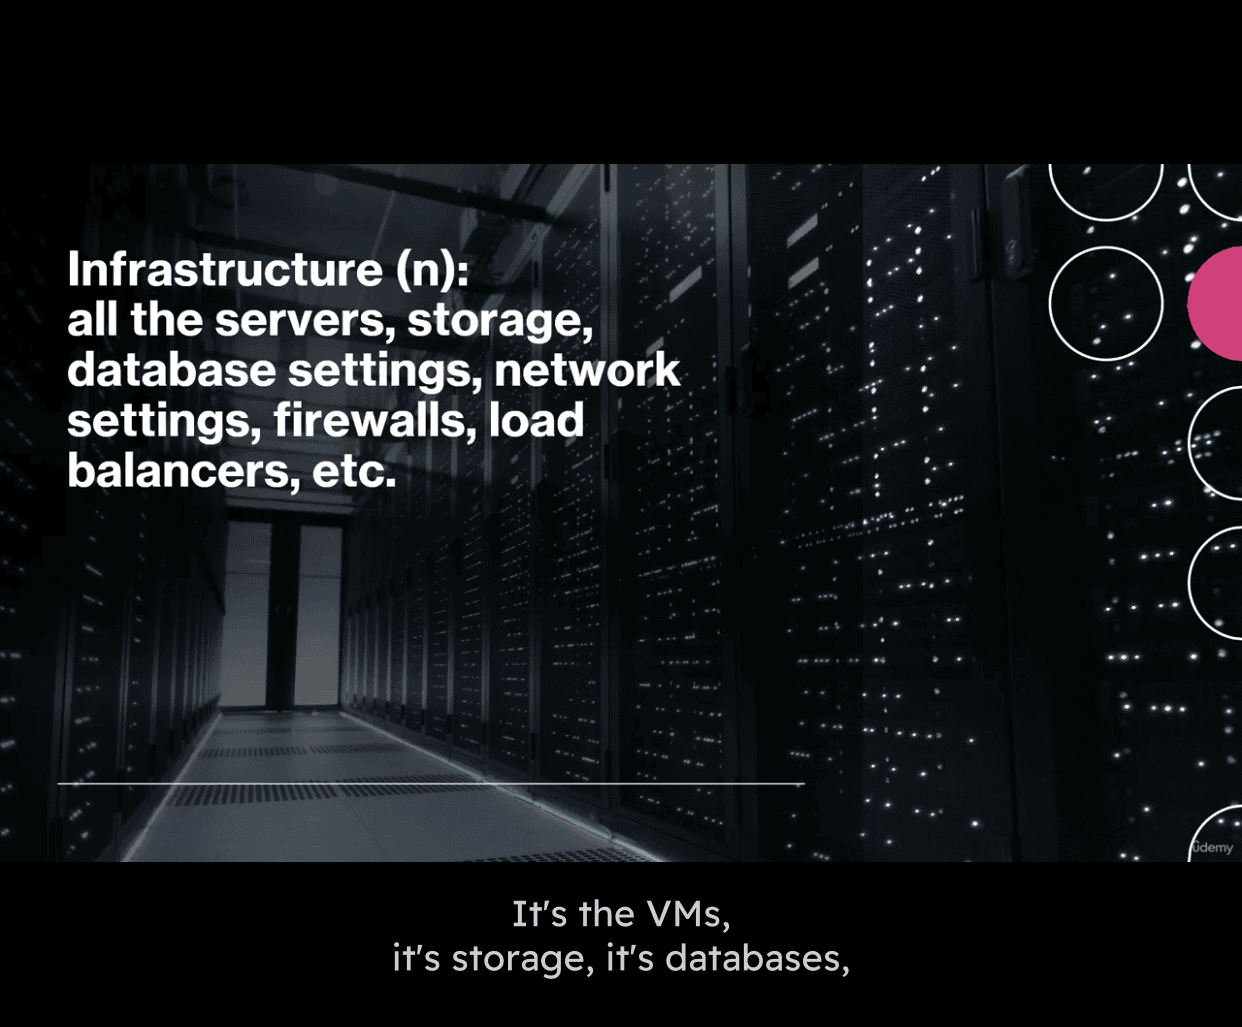 Infrastructure (n):
all the servers, storage,
database settings, network
settings, firewalls, load
balancers, etc.
ûdemy
It's the VMs,
it's storage, it's databases,